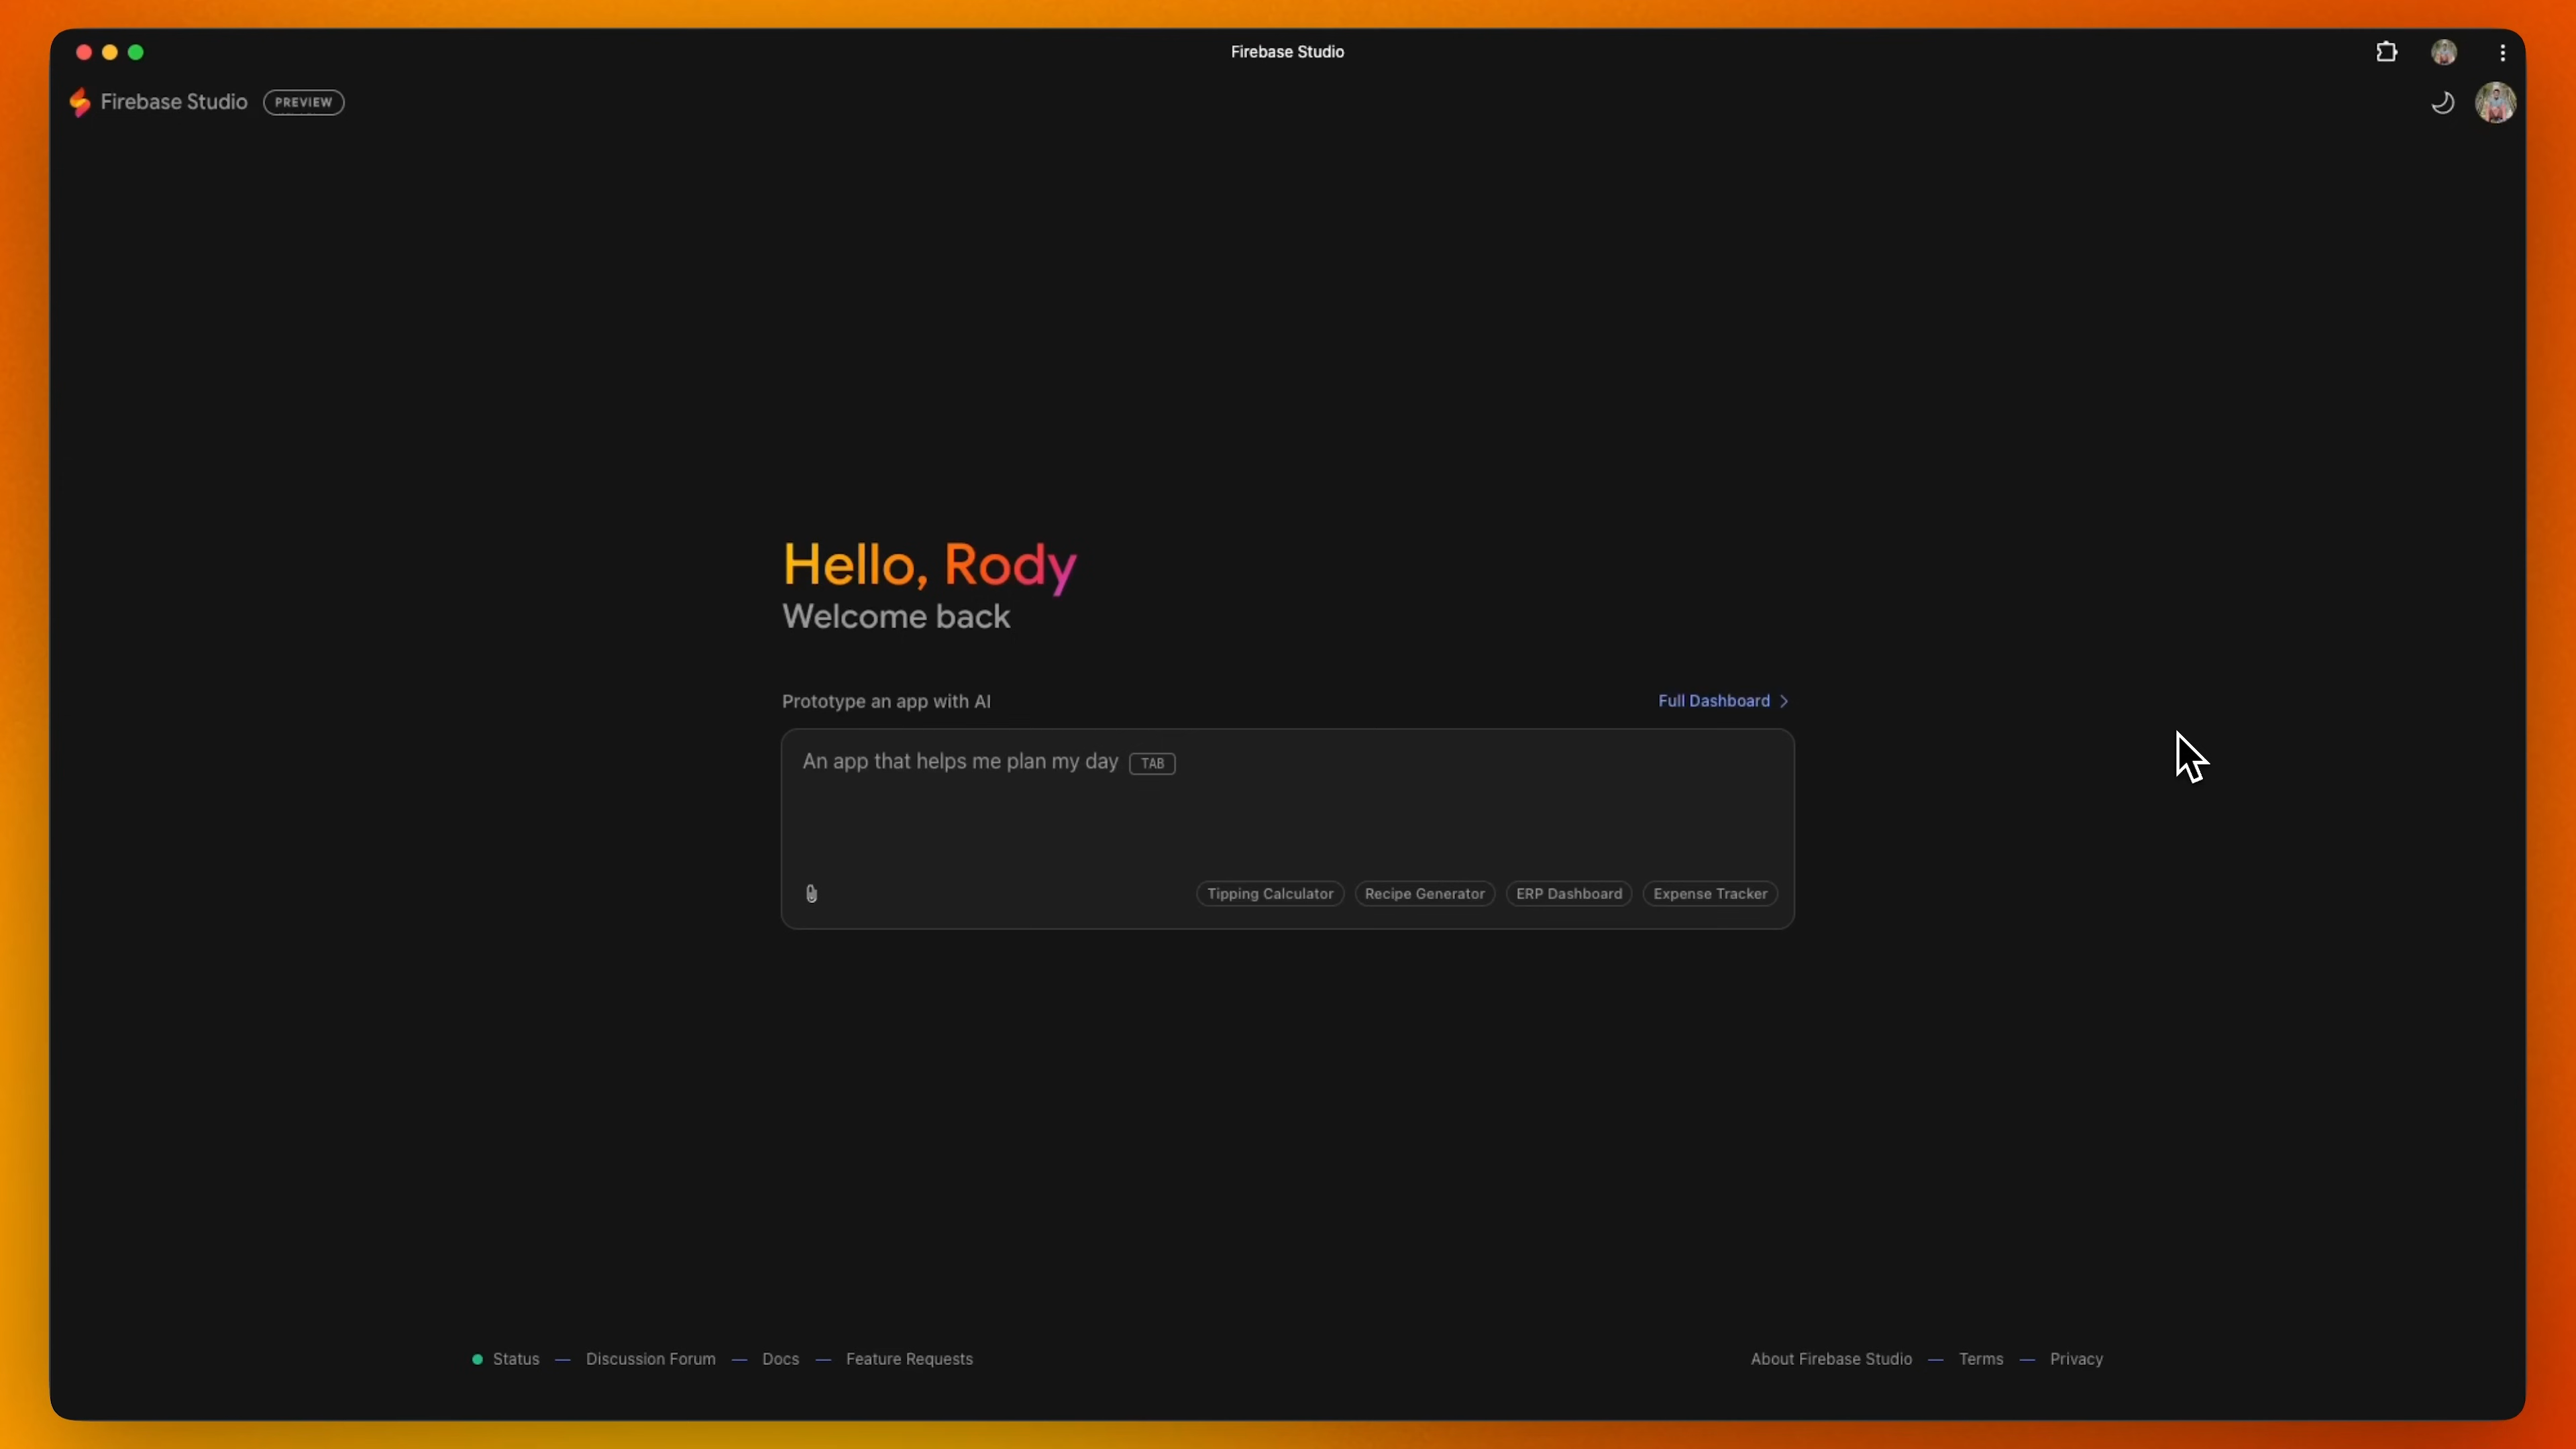 Firebase Studio
Firebase Studio PREVIEW
Hello, Rody
Welcome back
Prototype an app with AI
Full Dashboard
An app that helps me plan my day TAB
Tipping Calculator Recipe Generator ERP Dashboard Expense Tracker
Status — Discussion Forum — Docs — Feature Requests
About Firebase Studio — Terms — Privacy